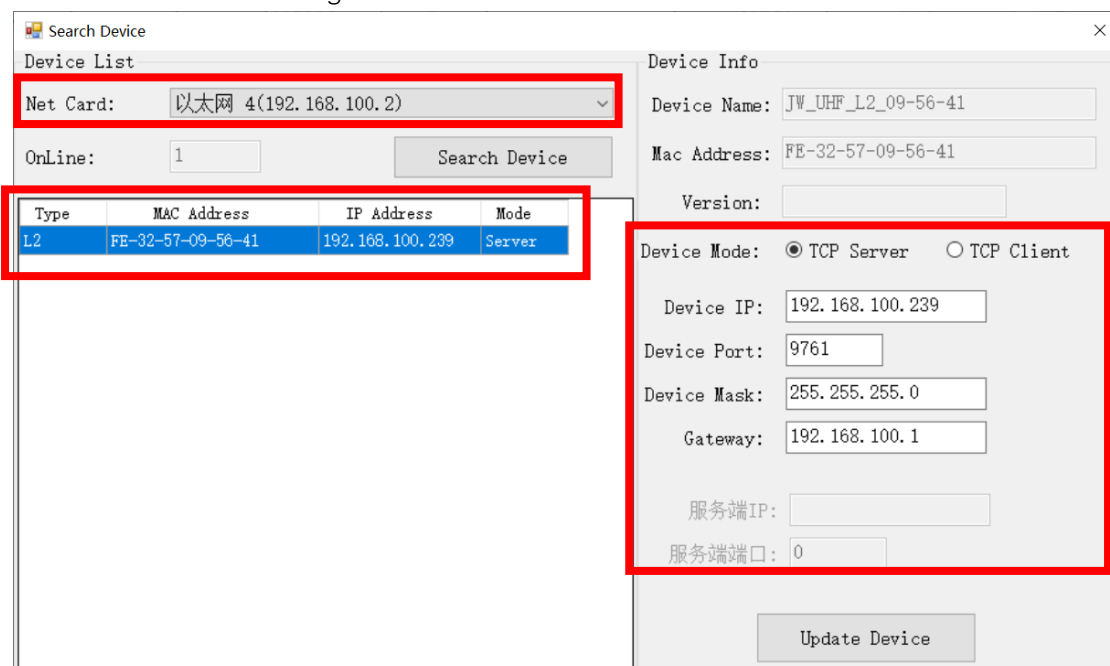 Search Device
Device List
Net Card: 以太网 4(192.168.100.2)
OnLine: 1 Search Device
Type MAC Address IP Address Mode
L2 FE-32-57-09-56-41 192.168.100.239 Server
Device Info
Device Name: JW_UHF_L2_09-56-41
Mac Address: FE-32-57-09-56-41
Version:
Device Mode: TCP Server TCP Client
Device IP: 192.168.100.239
Device Port: 9761
Device Mask: 255.255.255.0
Gateway: 192.168.100.1
服务端IP:
服务端端口: 0
Update Device